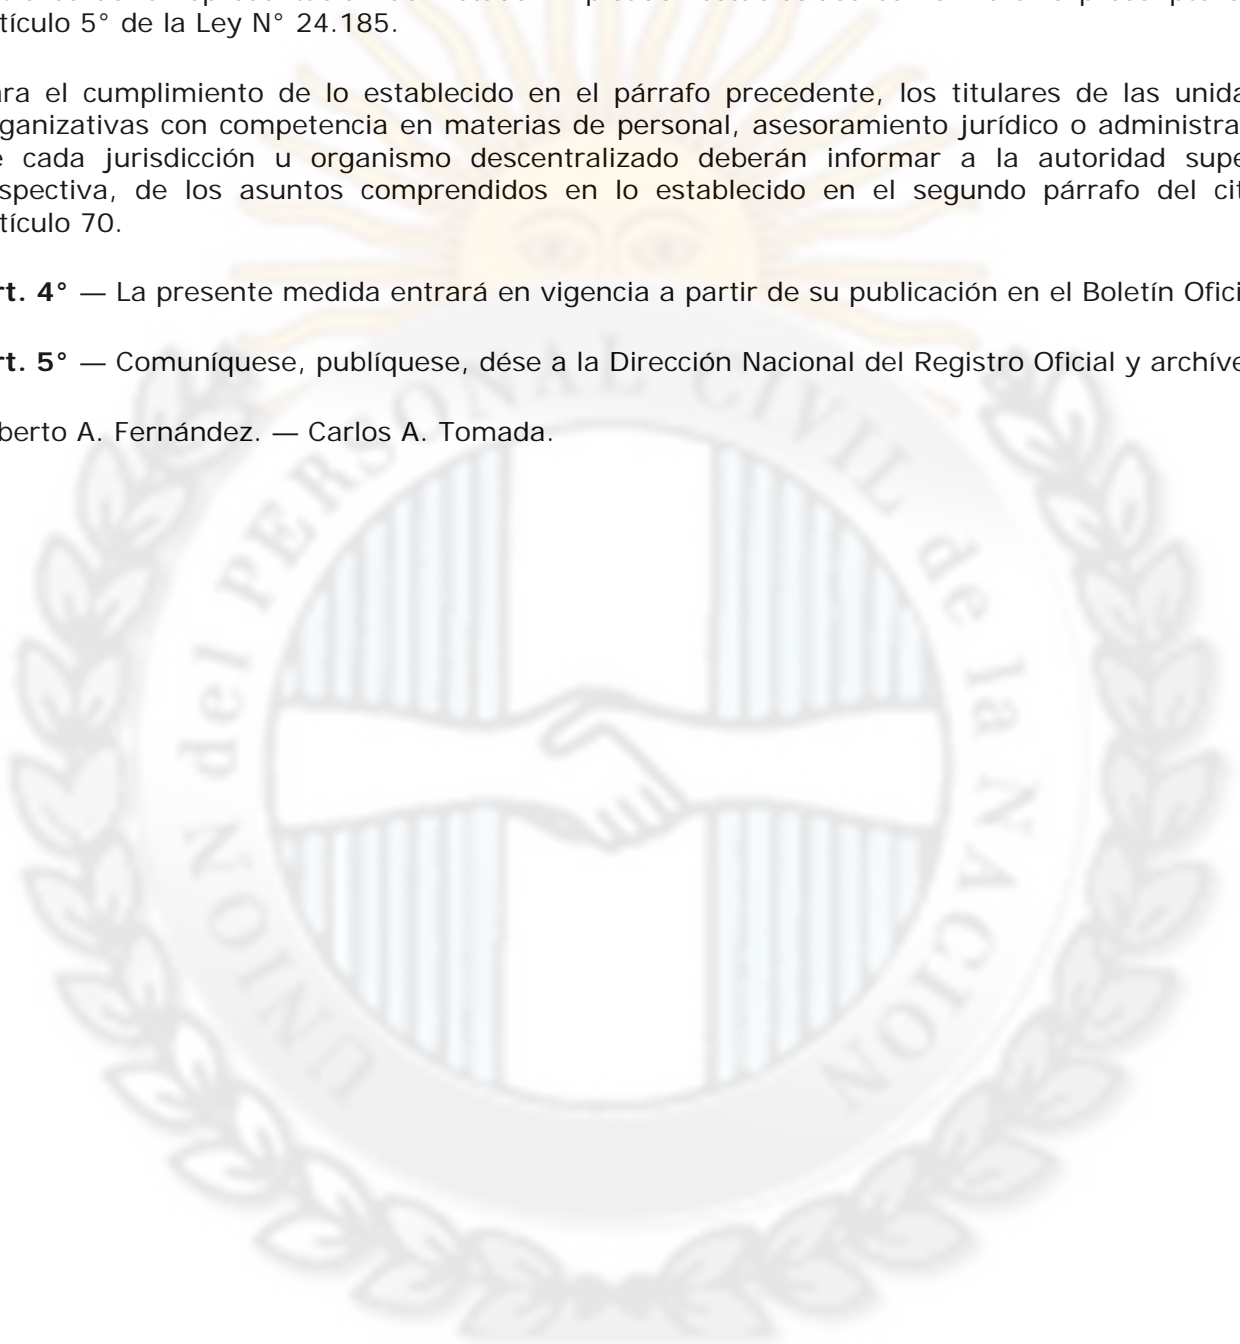 tículo 5° de la Ley N° 24.185.
ra el cumplimiento de lo establecido en el párrafo precedente, los titulares de las unida
ganizativas con competencia en materias de personal, asesoramiento jurídico o administra
e cada jurisdicción u organismo descentralizado deberán informar a la autoridad supe
spectiva, de los asuntos comprendidos en lo establecido en el segundo párrafo del cit
tículo 70.
rt. 4° — La presente medida entrará en vigencia a partir de su publicación en el Boletín Ofici
rt. 5° — Comuníquese, publíquese, dése a la Dirección Nacional del Registro Oficial y archíve
berto A. Fernández. — Carlos A. Tomada.
UNION del PERSONAL CIVIL de la NACION